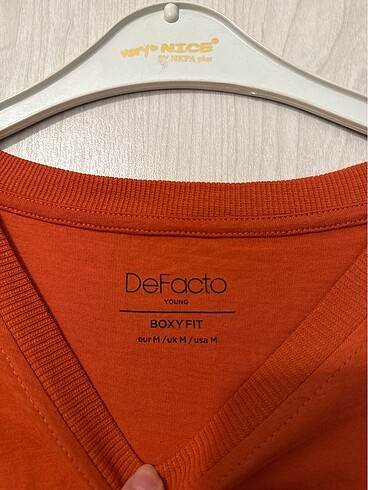 very NICE
BY NEPA plus
DeFacto
YOUNG
BOXY FIT
eur M / uk M / usa M